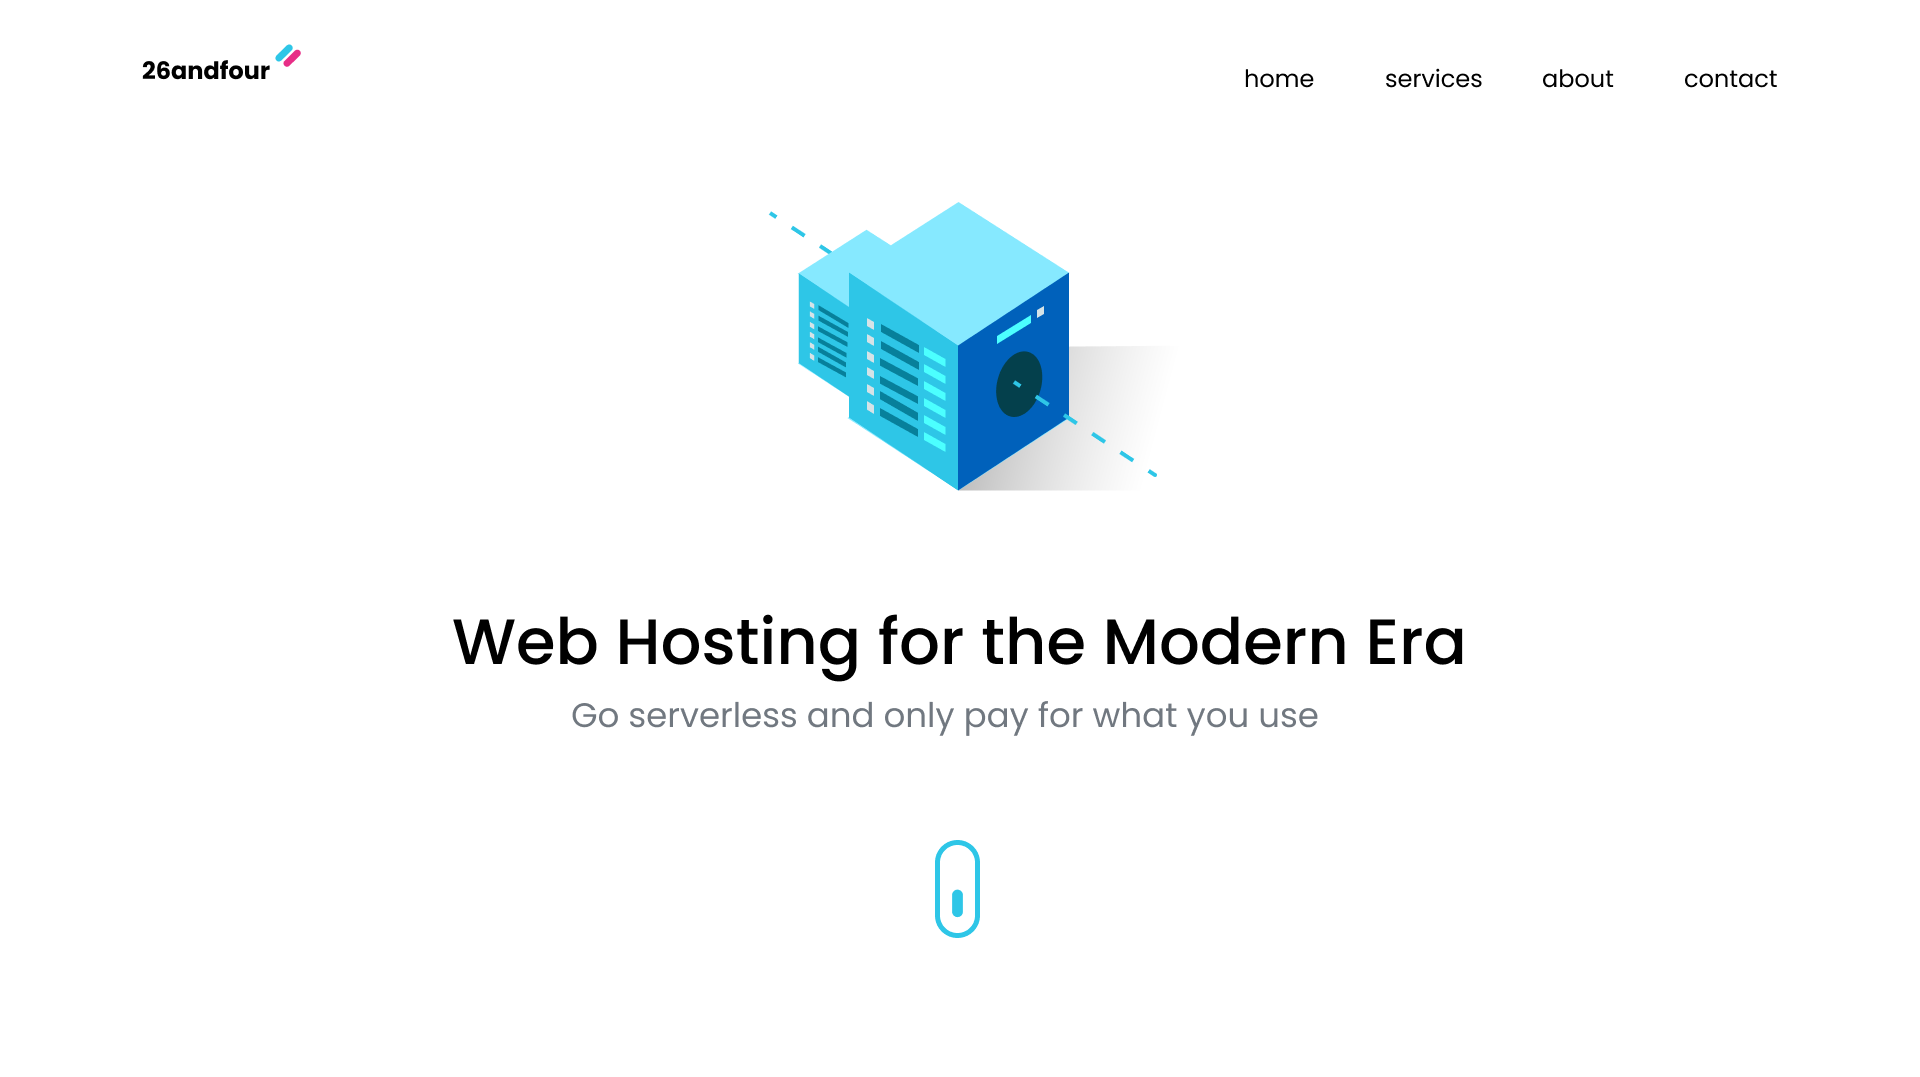 26andfour
home services about contact
Web Hosting for the Modern Era
Go serverless and only pay for what you use